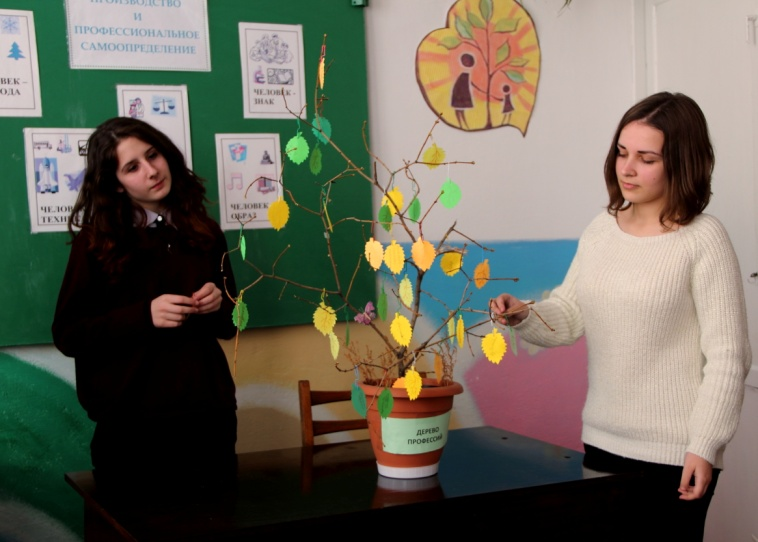 ПРОИЗВОДСТВО
И
ПРОФЕССИОНАЛЬНОЕ
САМООПРЕДЕЛЕНИЕ
ЧЕЛОВЕК –
ЗНАК
ЧЕЛОВЕК
ОБРАЗ
ДЕРЕВО
ПРОФЕССИЙ